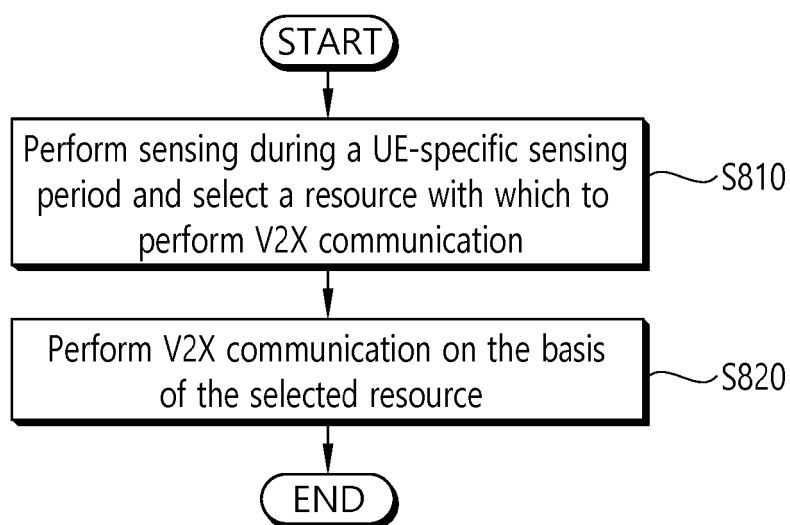 START
Perform sensing during a UE-specific sensing
period and select a resource with which to
perform V2X communication
S810
Perform V2X communication on the basis
of the selected resource
S820
END